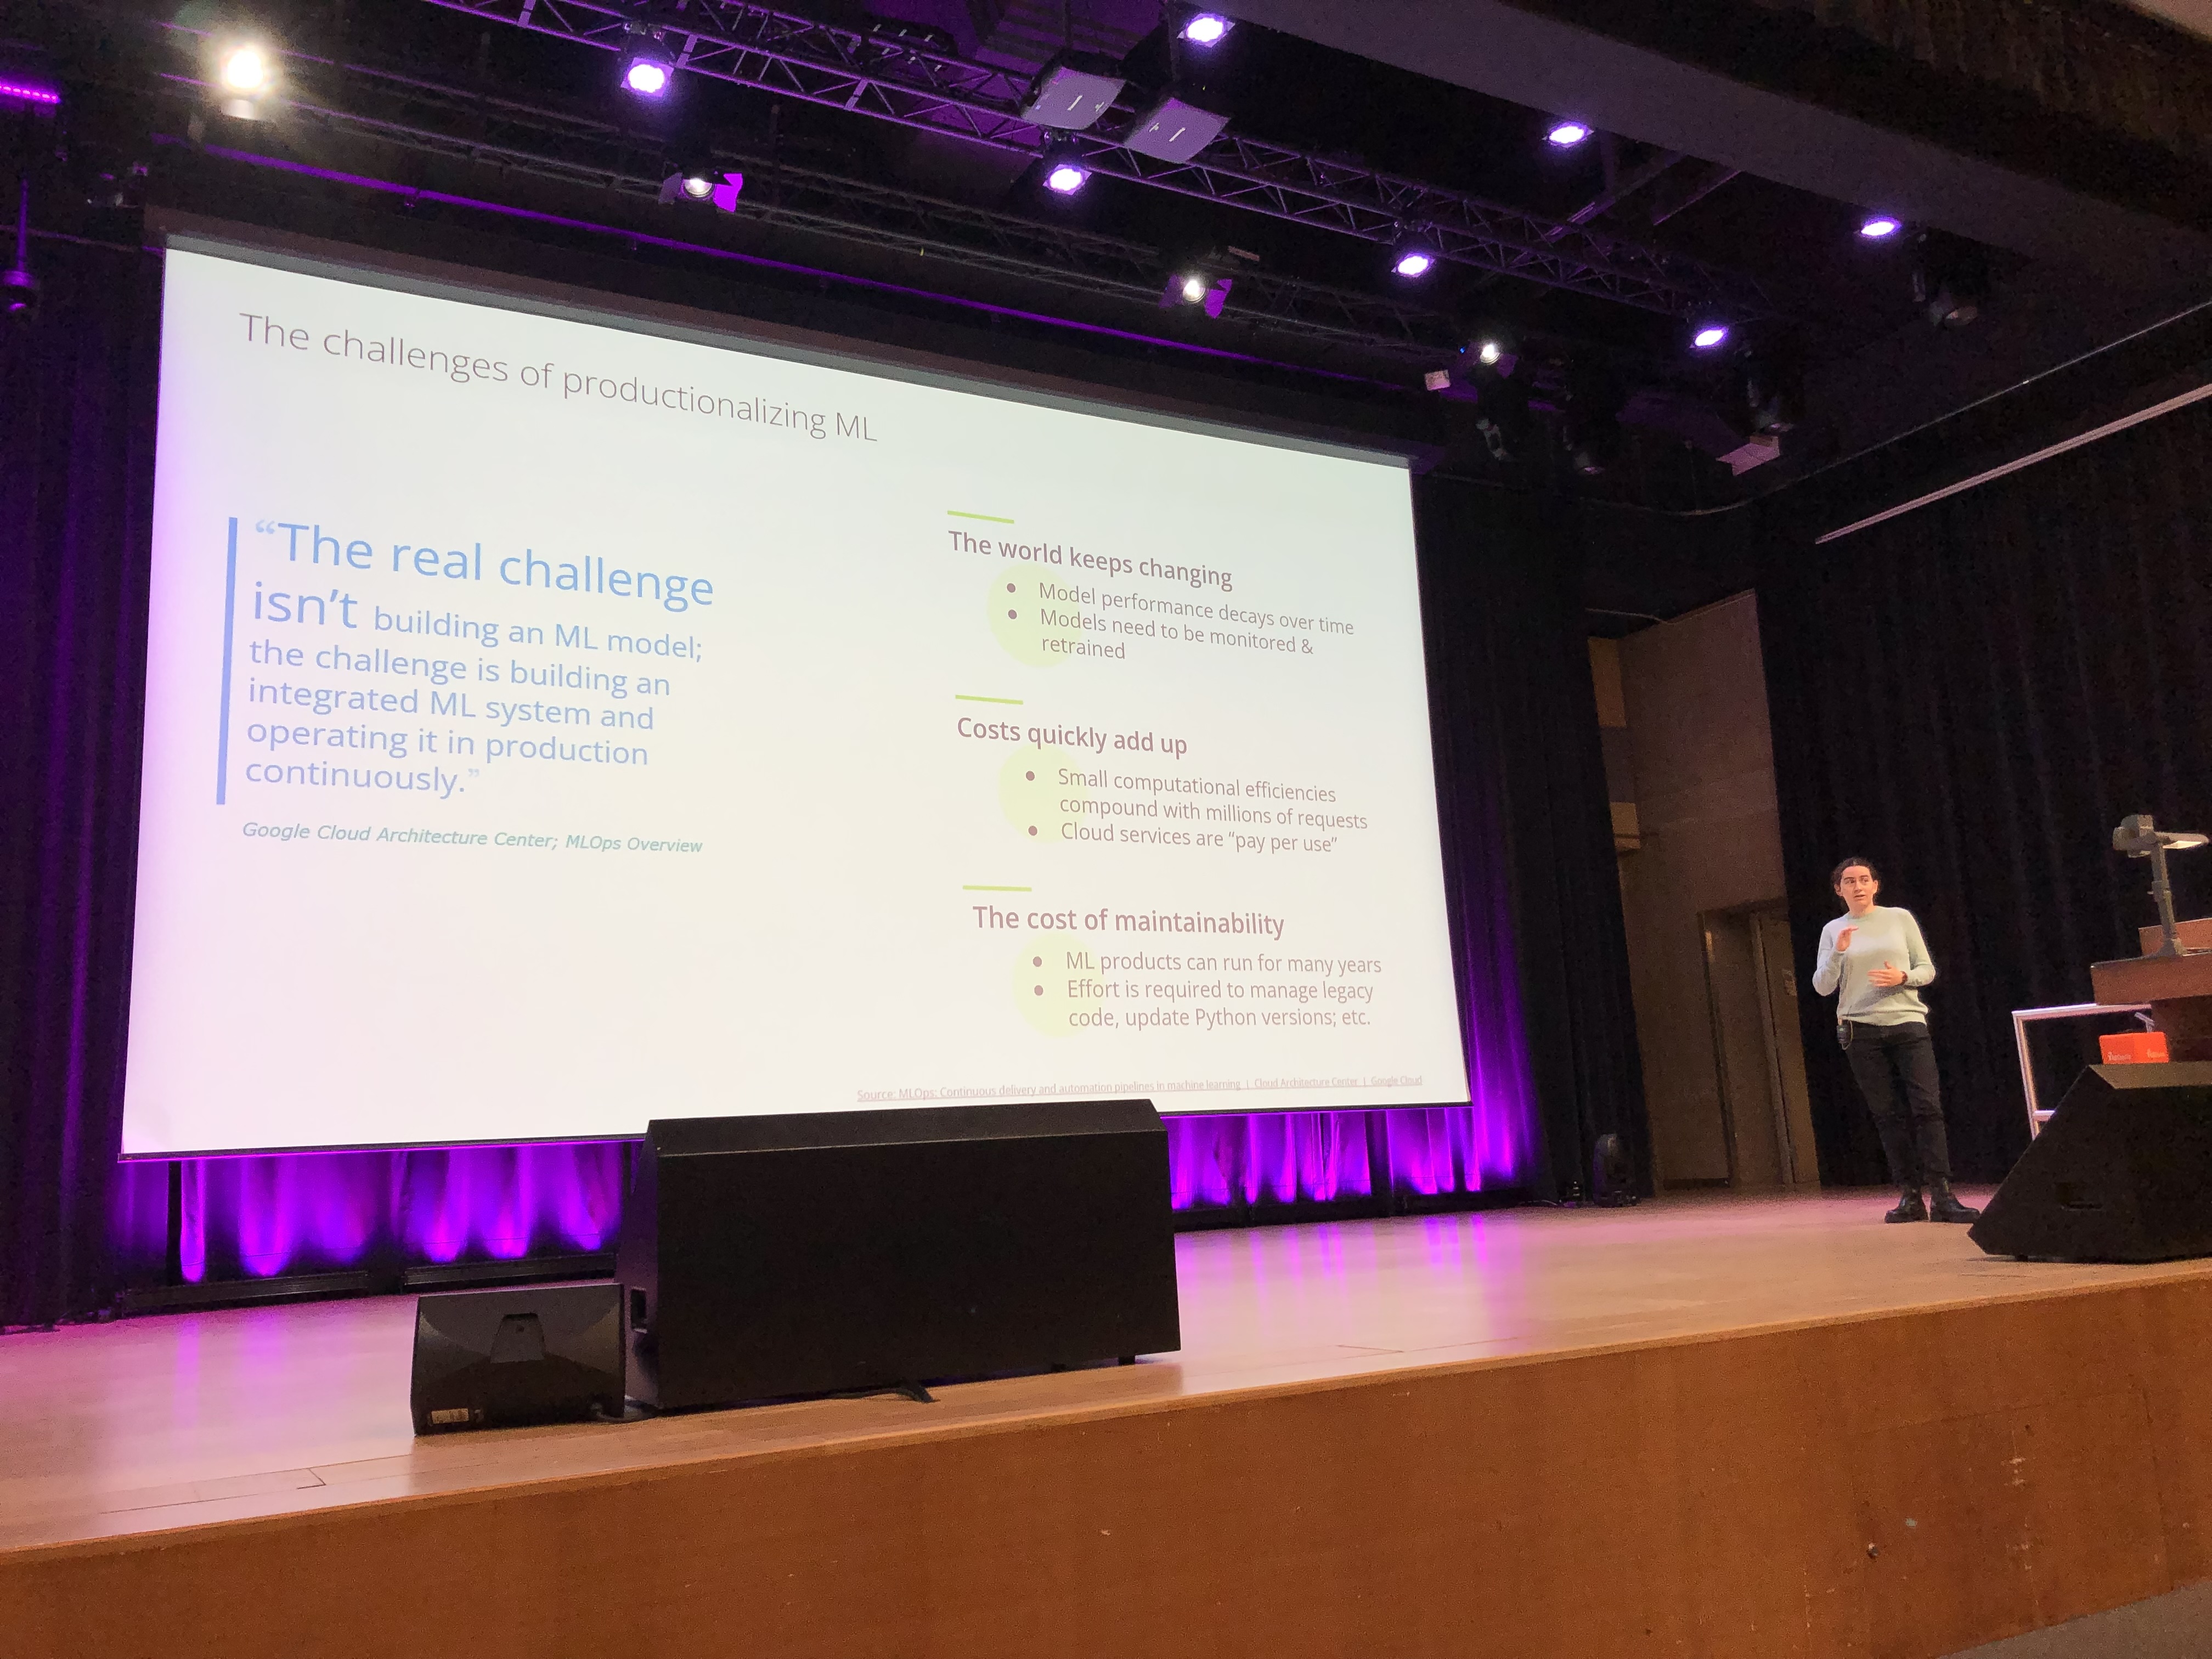 The challenges of productionalizing ML
“The real challenge
isn’t building an ML model;
the challenge is building an
integrated ML system and
operating it in production
continuously.”
Google Cloud Architecture Center; MLOps Overview
The world keeps changing
● Model performance decays over time
● Models need to be monitored &
retrained
Costs quickly add up
● Small computational efficiencies
compound with millions of requests
● Cloud services are “pay per use”
The cost of maintainability
● ML products can run for many years
● Effort is required to manage legacy
code, update Python versions; etc.
Source: MLOps: Continuous delivery and automation pipelines in machine learning | Cloud Architecture Center | Google Cloud